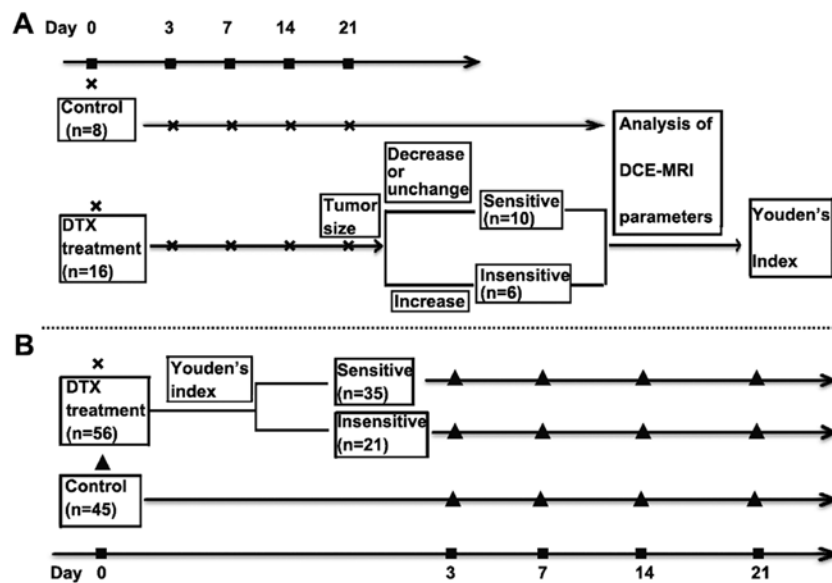 A
Day 0 3 7 14 21
Control
(n=8)
DTX
treatment
(n=16)
Tumor
size
Decrease
or
unchange
Increase
Sensitive
(n=10)
Insensitive
(n=6)
Analysis of
DCE-MRI
parameters
Youden's
Index
B
DTX
treatment
(n=56)
Youden's
index
Sensitive
(n=35)
Insensitive
(n=21)
Control
(n=45)
Day 0 3 7 14 21